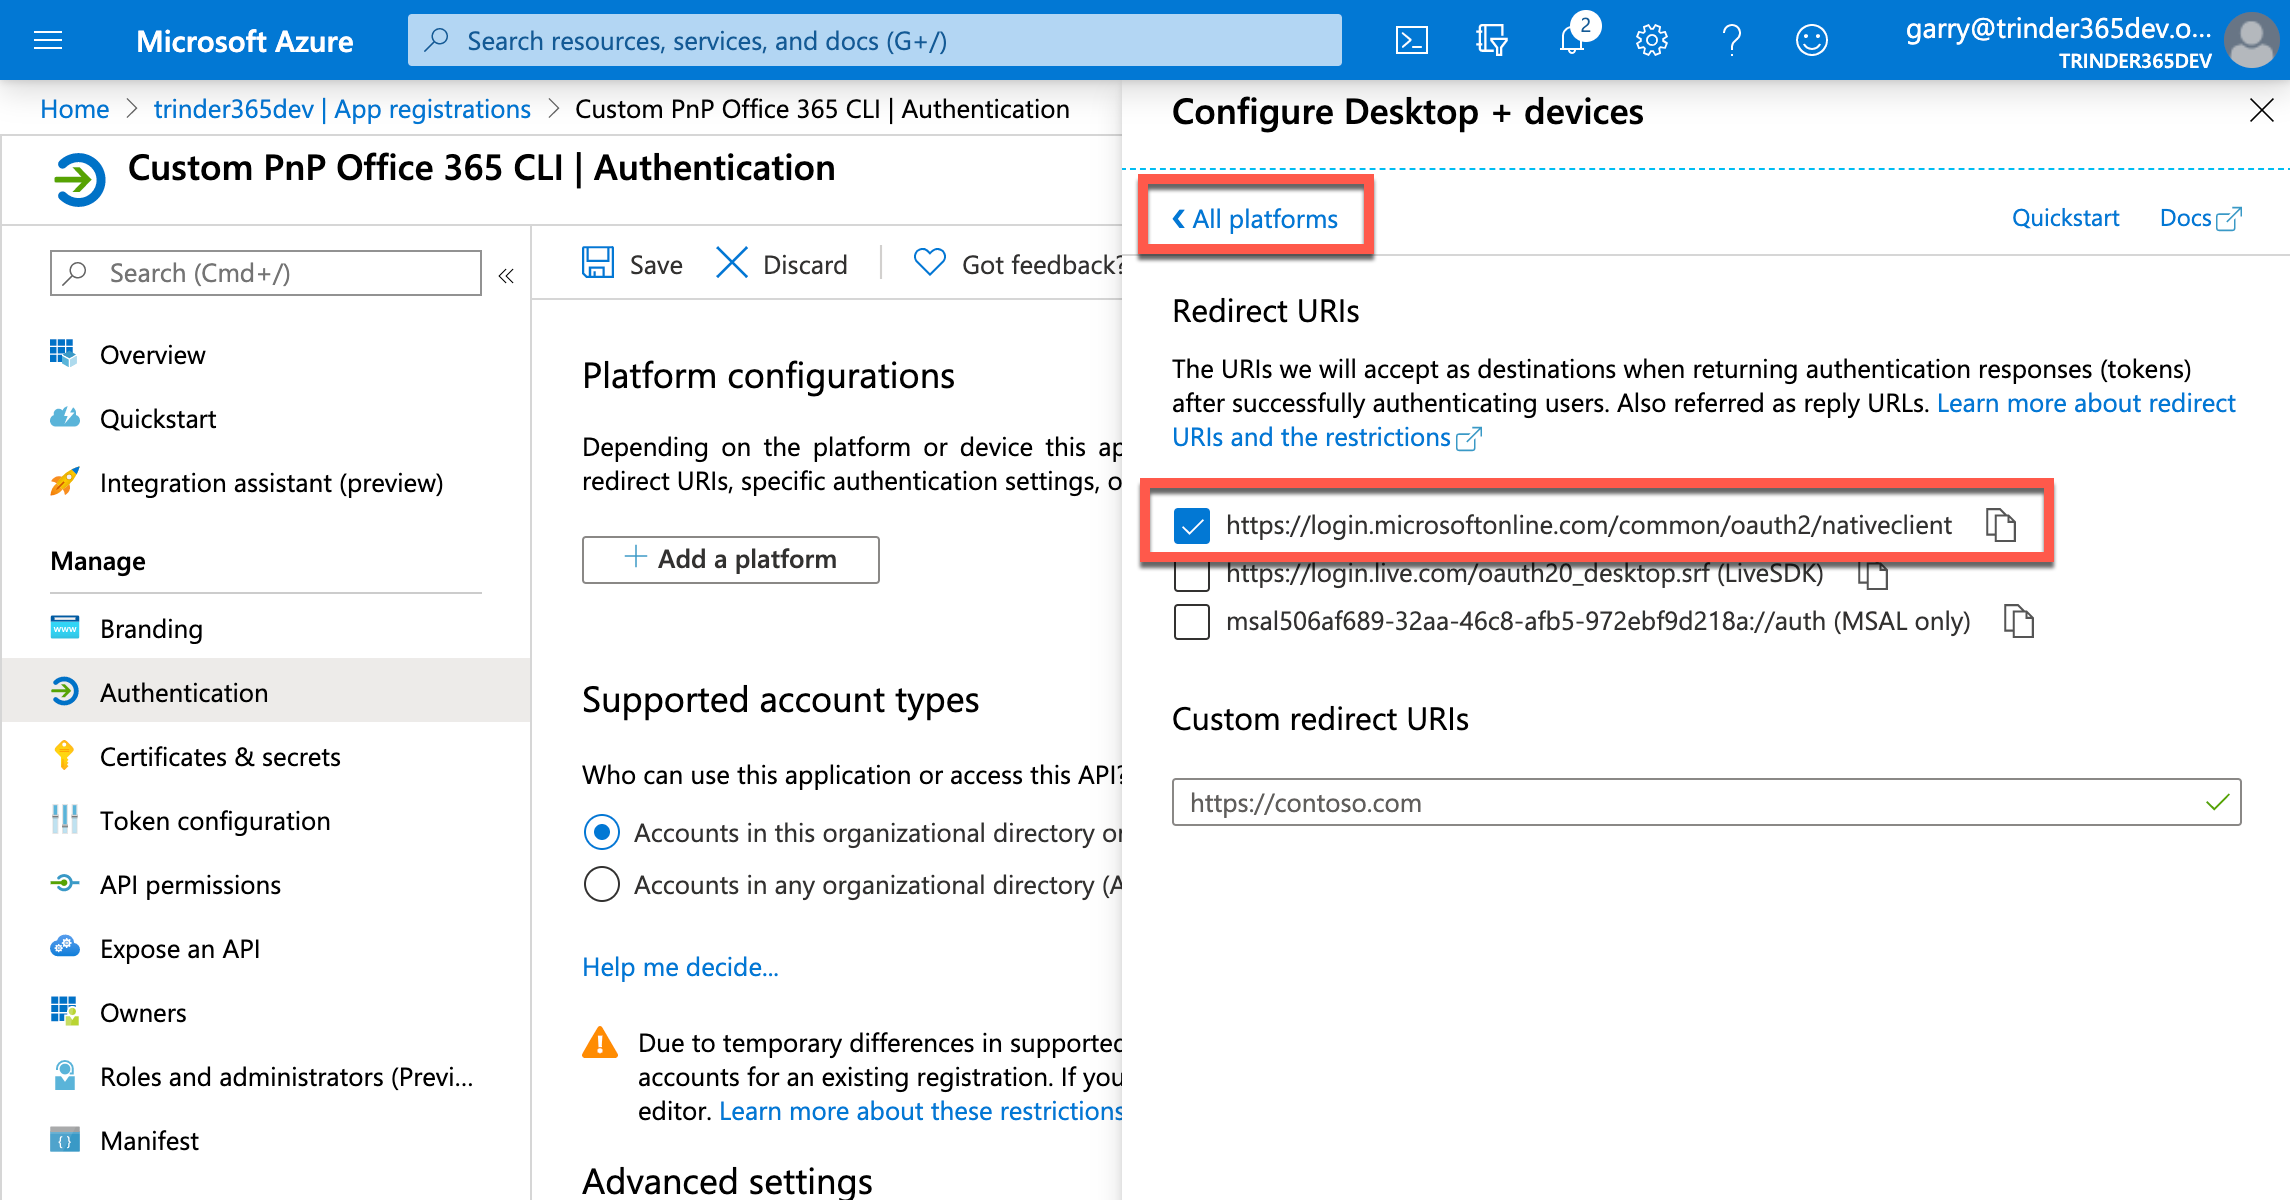 Microsoft Azure
Search resources, services, and docs (G+/)
2
garry@trinder365dev.o...
TRINDER365DEV
Home > trinder365dev | App registrations > Custom PnP Office 365 CLI | Authentication
Custom PnP Office 365 CLI | Authentication
Search (Cmd+/)
«
Overview
Quickstart
Integration assistant (preview)
Manage
Branding
Authentication
Certificates & secrets
Token configuration
API permissions
Expose an API
Owners
Roles and administrators (Previ...
Manifest
Save
Discard
Got feedback?
Platform configurations
Depending on the platform or device this ap
redirect URIs, specific authentication settings, o
+ Add a platform
Supported account types
Who can use this application or access this API?
Accounts in this organizational directory on
Accounts in any organizational directory (A
Help me decide...
Due to temporary differences in supported
accounts for an existing registration. If you
editor. Learn more about these restrictions
Advanced settings
Configure Desktop + devices
All platforms
Quickstart
Docs
Redirect URIs
The URIs we will accept as destinations when returning authentication responses (tokens)
after successfully authenticating users. Also referred as reply URLs. Learn more about redirect
URIs and the restrictions
https://login.microsoftonline.com/common/oauth2/nativeclient
https://login.live.com/oauth20_desktop.srf (LiveSDK)
msal506af689-32aa-46c8-afb5-972ebf9d218a://auth (MSAL only)
Custom redirect URIs
https://contoso.com